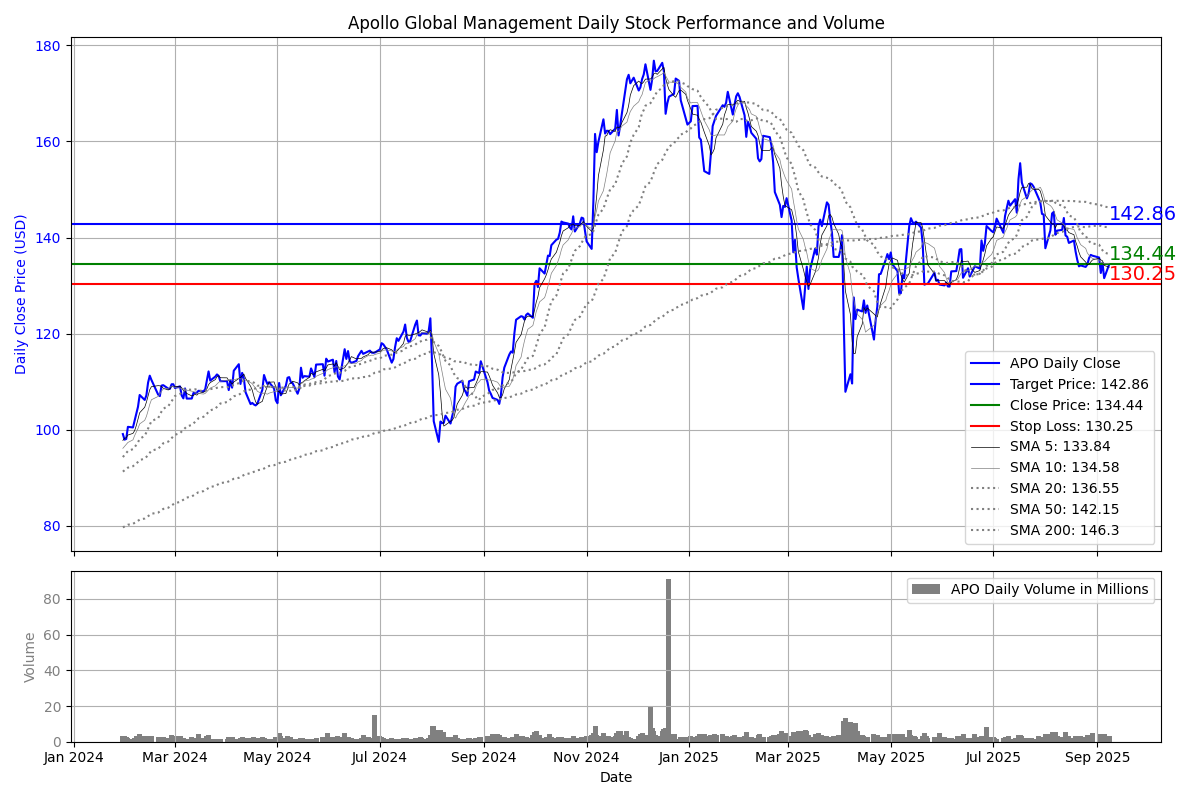 Apollo Global Management Daily Stock Performance and Volume
Daily Close Price (USD)
180
160
140
120
100
80
142.86
134.44
130.25
APO Daily Close
Target Price: 142.86
Close Price: 134.44
Stop Loss: 130.25
SMA 5: 133.84
SMA 10: 134.58
SMA 20: 136.55
SMA 50: 142.15
SMA 200: 146.3
Volume
80
60
40
20
0
APO Daily Volume in Millions
Jan 2024 Mar 2024 May 2024 Jul 2024 Sep 2024 Nov 2024 Jan 2025 Mar 2025 May 2025 Jul 2025 Sep 2025
Date